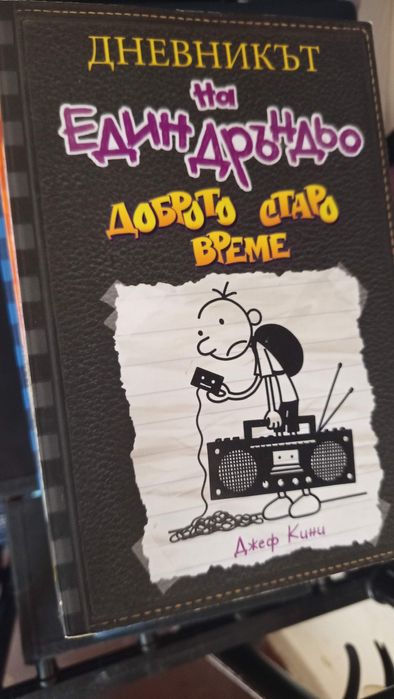 ДНЕВНИКЪТ
на
ЕДИН ДРЪНДЬО
ДОБРОТО СТАРО
ВРЕМЕ
Джеф Кини